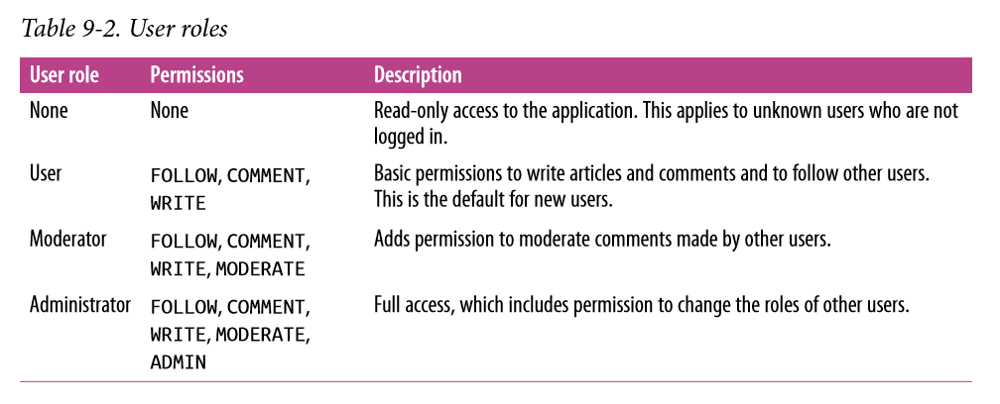 Table 9-2. User roles
User role Permissions Description
None None Read-only access to the application. This applies to unknown users who are not
logged in.
User FOLLOW, COMMENT, Basic permissions to write articles and comments and to follow other users.
WRITE This is the default for new users.
Moderator FOLLOW, COMMENT, Adds permission to moderate comments made by other users.
WRITE, MODERATE
Administrator FOLLOW, COMMENT, Full access, which includes permission to change the roles of other users.
WRITE, MODERATE,
ADMIN